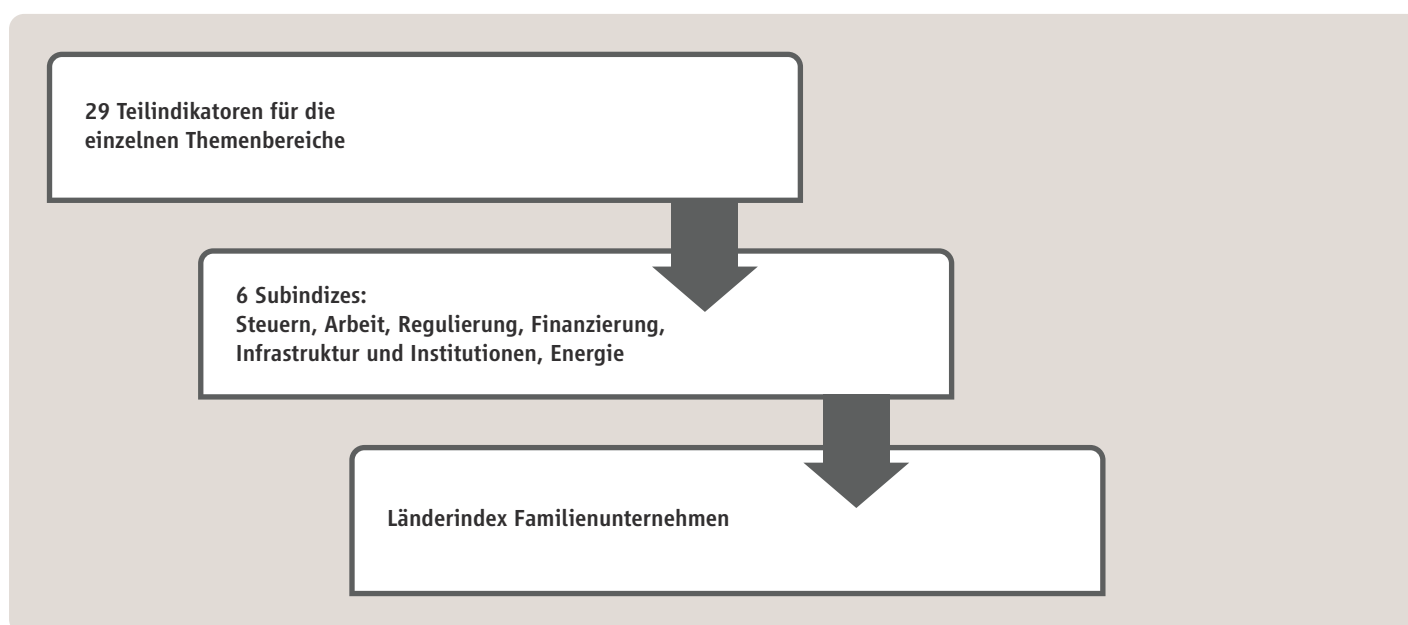 29 Teilindikatoren für die
einzelnen Themenbereiche
6 Subindizes:
Steuern, Arbeit, Regulierung, Finanzierung,
Infrastruktur und Institutionen, Energie
Länderindex Familienunternehmen